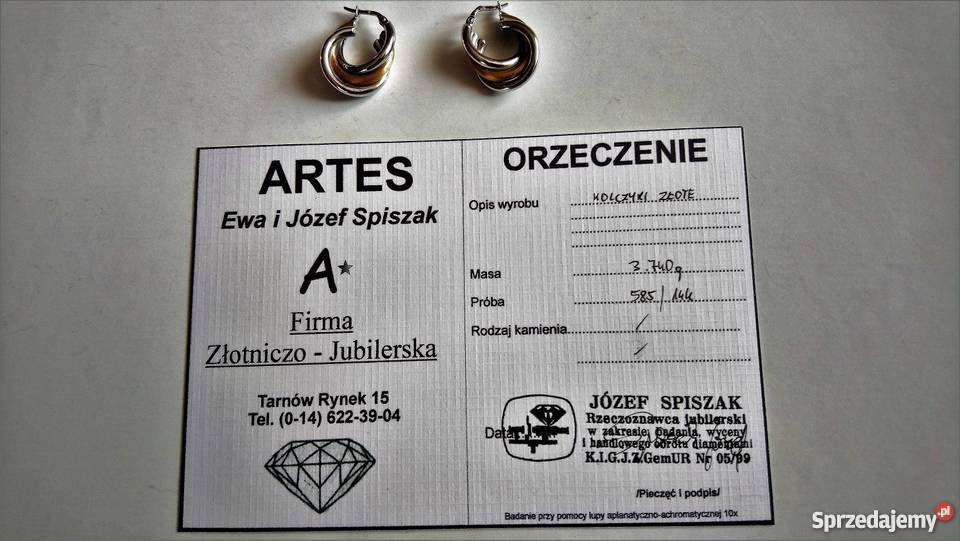 ARTES
Ewa i Józef Spiszak
A
Firma
Złotniczo - Jubilerska
Tarnów Rynek 15
Tel. (0-14) 622-39-04
ORZECZENIE
Opis wyrobu KOLCZYKI ZŁOTE
Masa 3.740g
Próba 585/14k
Rodzaj kamienia /
/
Data
JÓZEF SPISZAK
Rzeczoznawca jubilerski
w zakresie badania, wyceny
i handlowego obrotu diamentami
K.I.G.J.Z/GemUR Nr 05/99
/Pieczęć i podpis/
Badanie przy pomocy lupy aplanatyczno-achromatycznej 10x
Sprzedajemy.pl